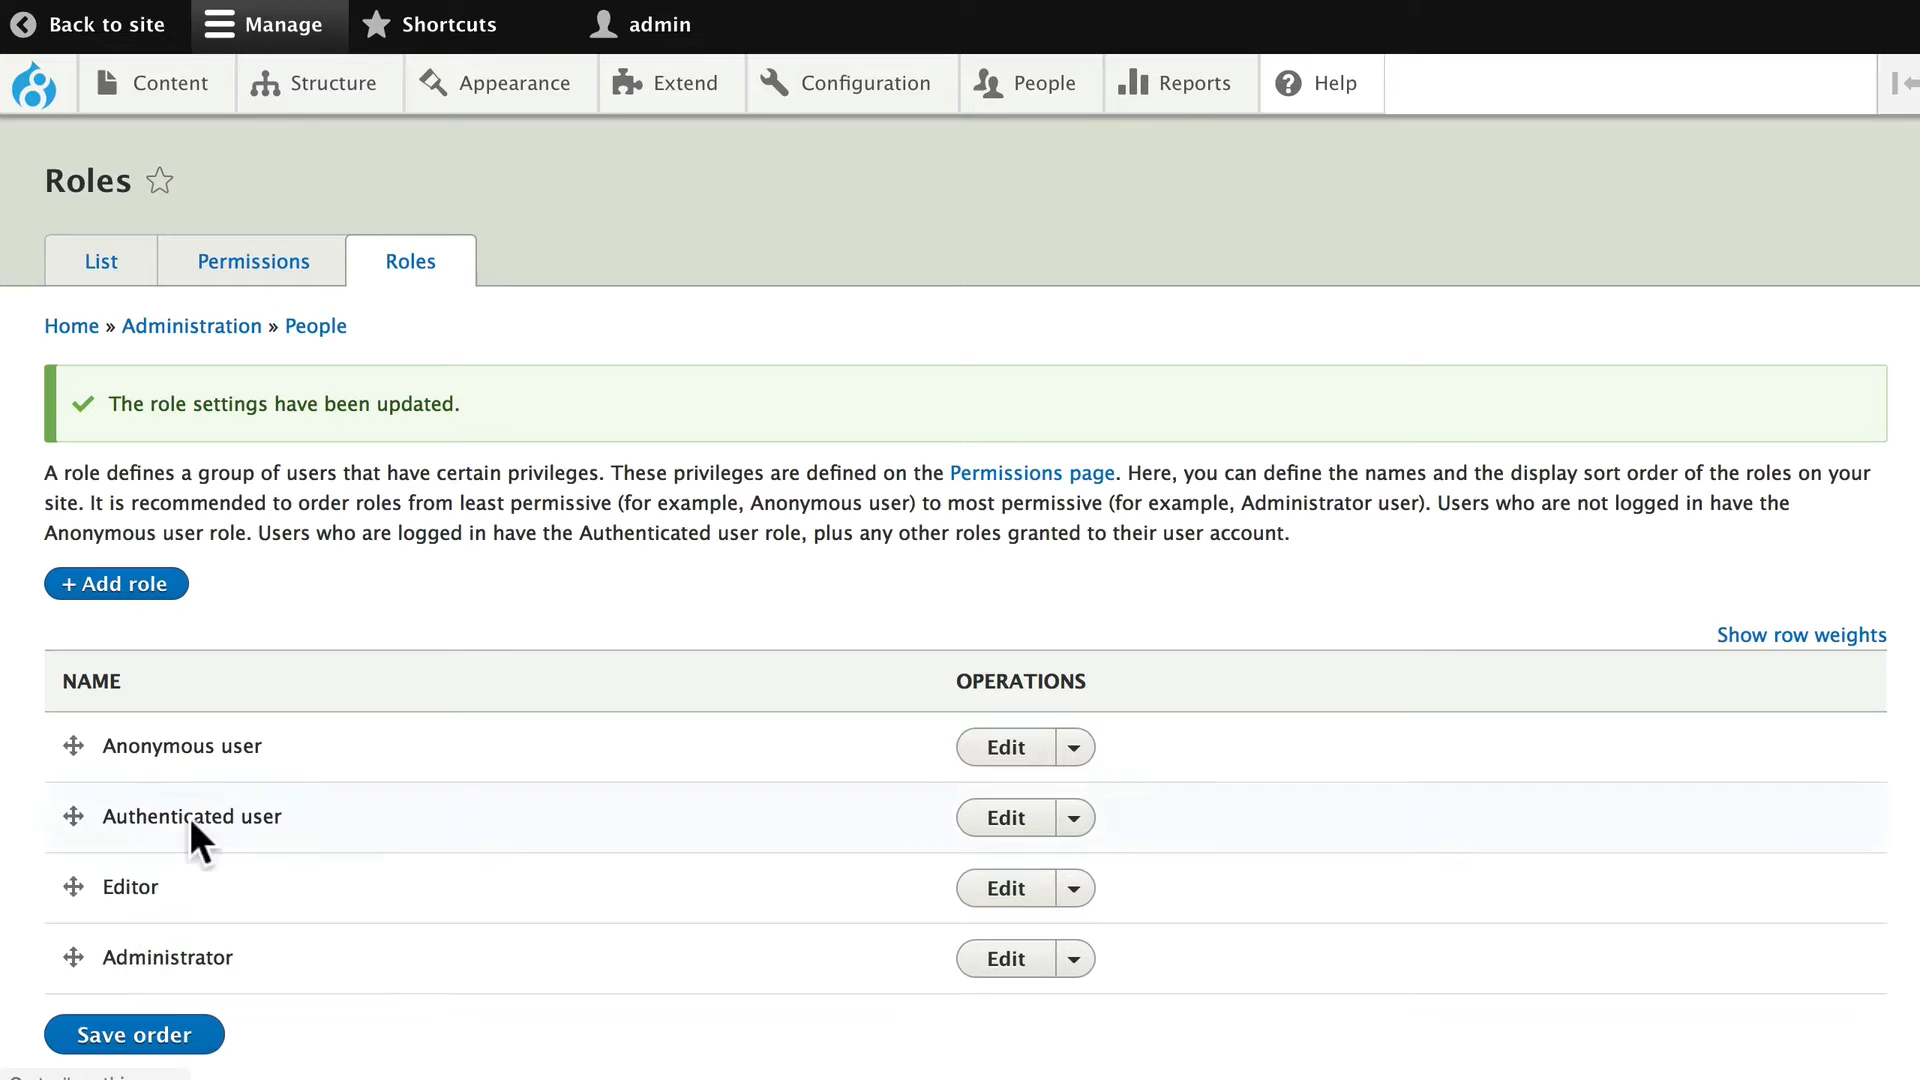 Back to site
Manage
Shortcuts
admin
Content
Structure
Appearance
Extend
Configuration
People
Reports
Help
Roles
List
Permissions
Roles
Home » Administration » People
The role settings have been updated.
A role defines a group of users that have certain privileges. These privileges are defined on the Permissions page. Here, you can define the names and the display sort order of the roles on your
site. It is recommended to order roles from least permissive (for example, Anonymous user) to most permissive (for example, Administrator user). Users who are not logged in have the
Anonymous user role. Users who are logged in have the Authenticated user role, plus any other roles granted to their user account.
+ Add role
Show row weights
NAME
OPERATIONS
Anonymous user
Edit
Authenticated user
Edit
Editor
Edit
Administrator
Edit
Save order